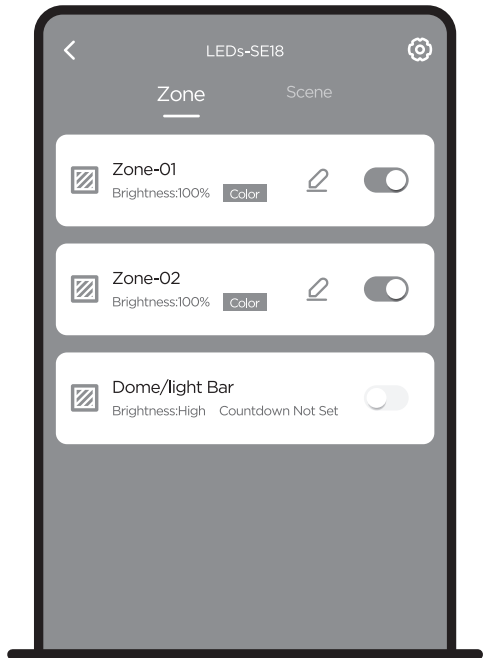 LEDs-SE18
Zone Scene
Zone-01
Brightness:100% Color
Zone-02
Brightness:100% Color
Dome/light Bar
Brightness:High Countdown Not Set